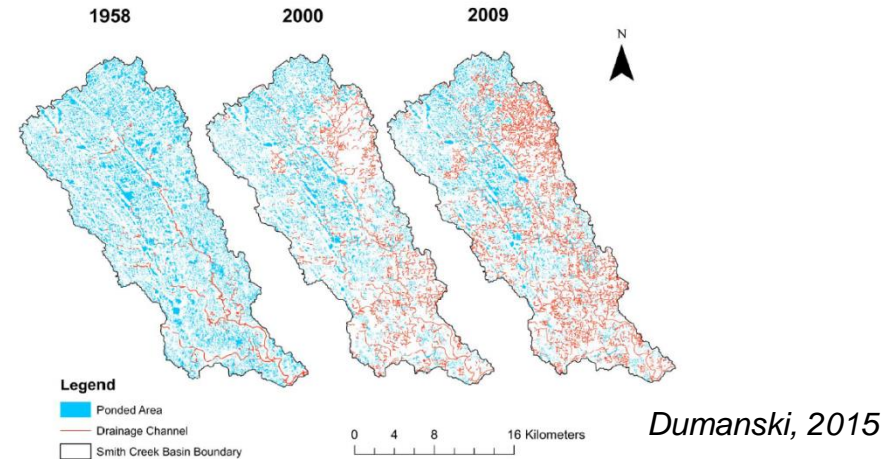 1958 2000 2009
N
Legend
Ponded Area
Drainage Channel
Smith Creek Basin Boundary
0 4 8 16 Kilometers
Dumanski, 2015